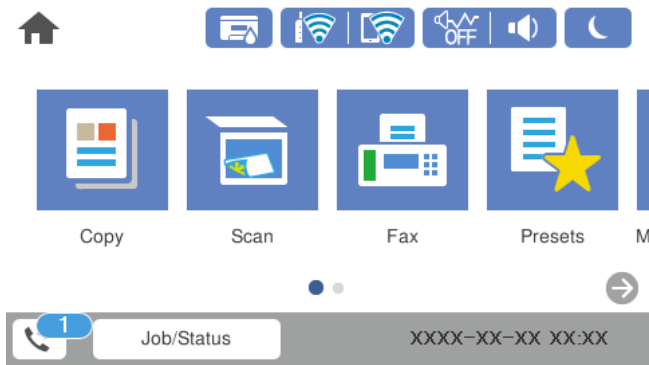 OFF
Copy
Scan
Fax
Presets
M
1
Job/Status
XXXX-XX-XX XX:XX